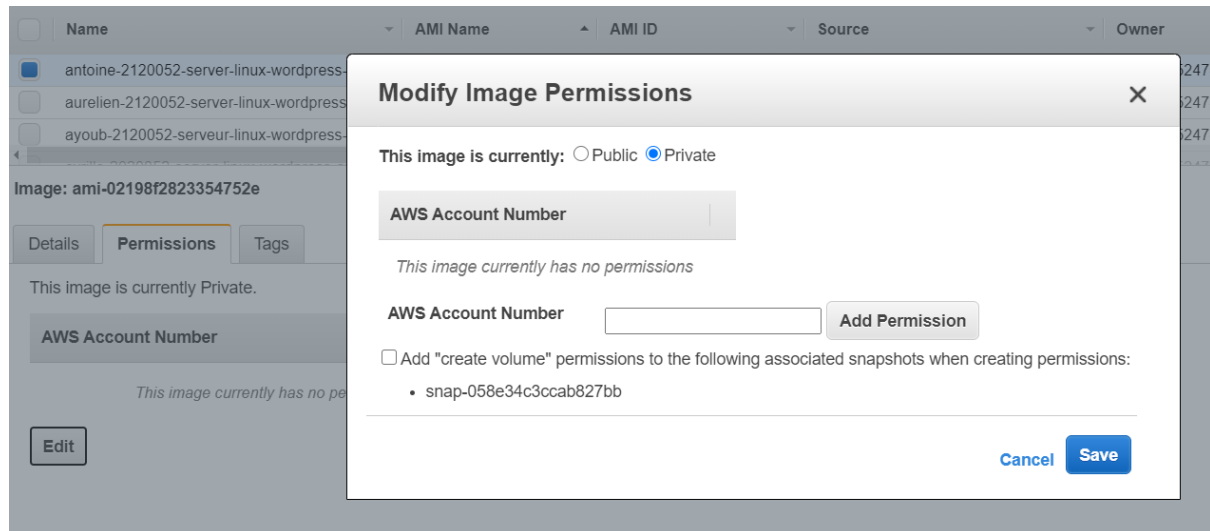 Name AMI Name AMI ID Source Owner
antoine-2120052-server-linux-wordpress- 5247
aurelien-2120052-server-linux-wordpress 5247
ayoub-2120052-serveur-linux-wordpress- 5247
Image: ami-02198f2823354752e
Details Permissions Tags
This image is currently Private.
AWS Account Number
This image currently has no pe
Edit
Modify Image Permissions
This image is currently: Public Private
AWS Account Number
This image currently has no permissions
AWS Account Number Add Permission
Add "create volume" permissions to the following associated snapshots when creating permissions:
• snap-058e34c3ccab827bb
Cancel Save